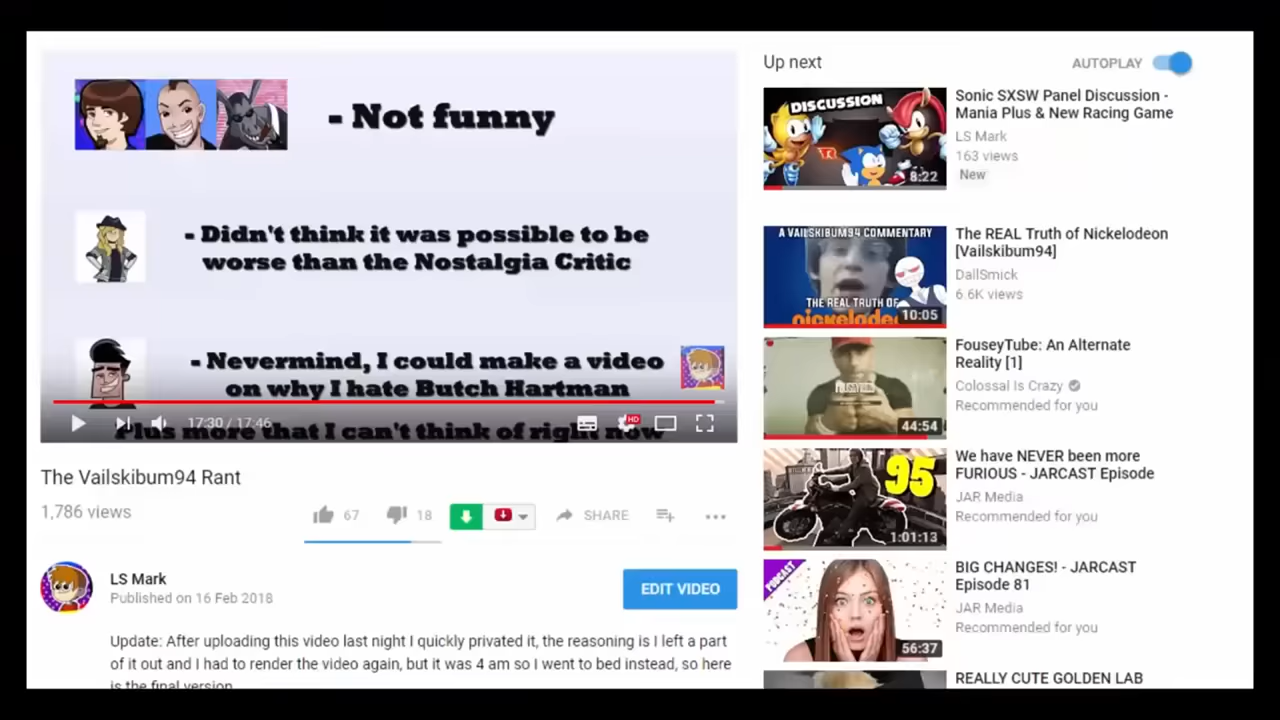 - Not funny
- Didn't think it was possible to be
worse than the Nostalgia Critic
- Nevermind, I could make a video
on why I hate Butch Hartman
Plus more that I can't think of right now
17:30 / 17:46
HD
The Vailskibum94 Rant
1,786 views
67
18
SHARE
LS Mark
Published on 16 Feb 2018
EDIT VIDEO
Update: After uploading this video last night I quickly privated it, the reasoning is I left a part
of it out and I had to render the video again, but it was 4 am so I went to bed instead, so here
is the final version
Up next
AUTOPLAY
DISCUSSION
8:22
Sonic SXSW Panel Discussion -
Mania Plus & New Racing Game
LS Mark
163 views
New
A VAILSKIBUM94 COMMENTARY
THE REAL TRUTH OF
nickelodeo
10:05
The REAL Truth of Nickelodeon
[Vailskibum94]
DallSmick
6.6K views
44:54
FouseyTube: An Alternate
Reality [1]
Colossal Is Crazy
Recommended for you
95
1:01:13
We have NEVER been more
FURIOUS - JARCAST Episode
JAR Media
Recommended for you
PODCAST
56:37
BIG CHANGES! - JARCAST
Episode 81
JAR Media
Recommended for you
REALLY CUTE GOLDEN LAB